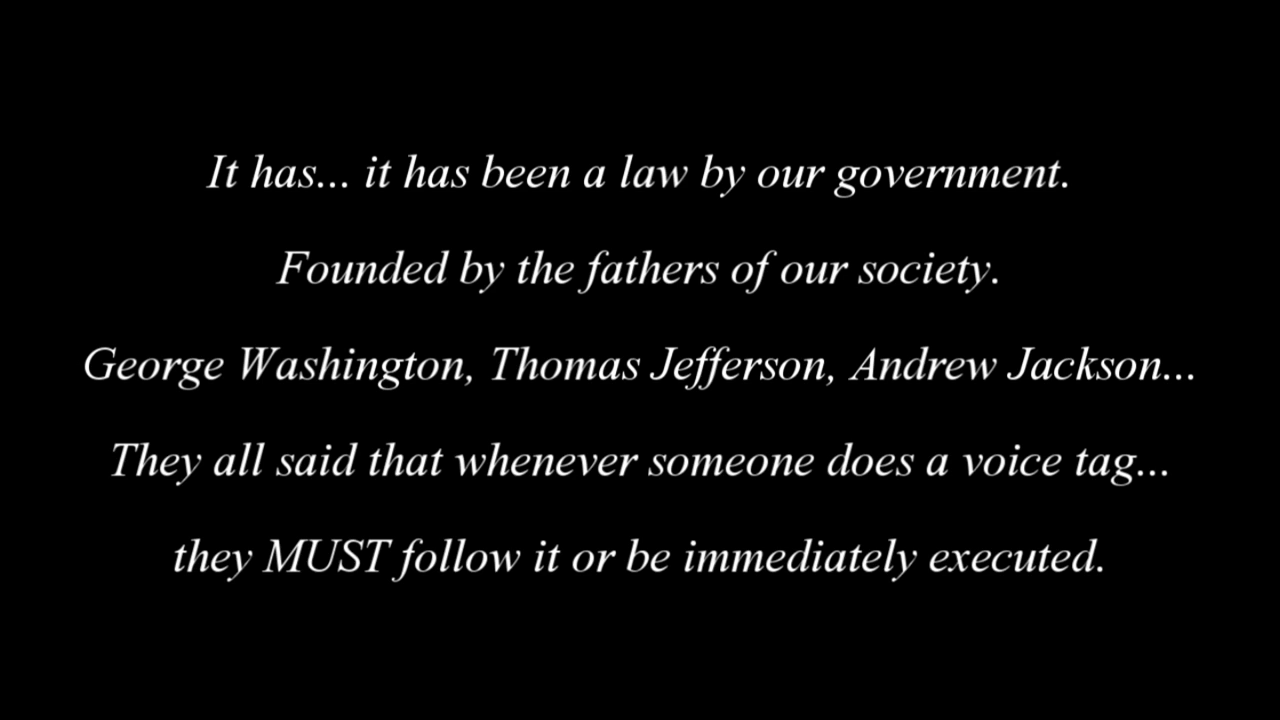 It has... it has been a law by our government.
Founded by the fathers of our society.
George Washington, Thomas Jefferson, Andrew Jackson...
They all said that whenever someone does a voice tag...
they MUST follow it or be immediately executed.